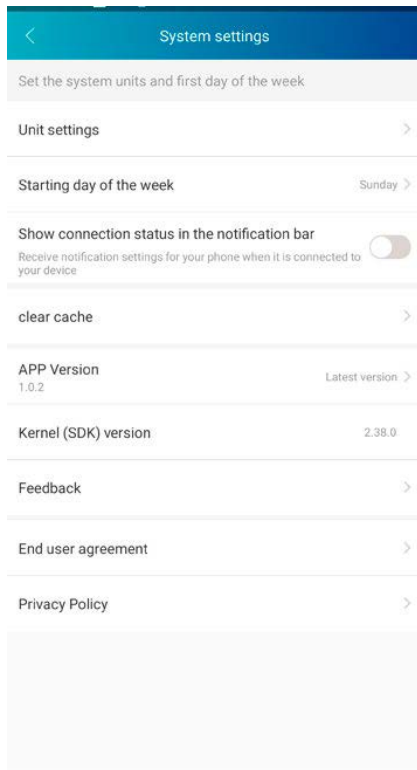 System settings
Set the system units and first day of the week
Unit settings
Starting day of the week
Sunday
Show connection status in the notification bar
Receive notification settings for your phone when it is connected to
your device
clear cache
APP Version
1.0.2
Latest version
Kernel (SDK) version
2.38.0
Feedback
End user agreement
Privacy Policy